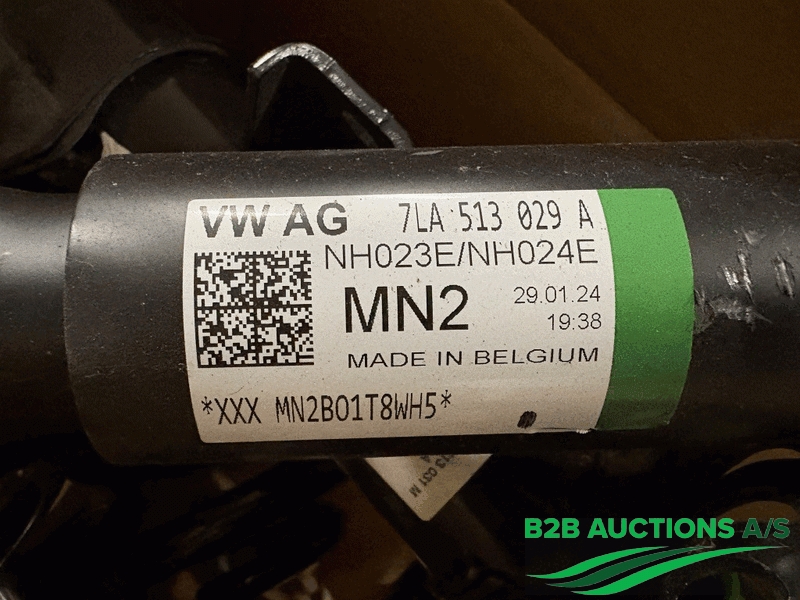 VW AG 7LA 513 029 A
NH023E/NH024E
MN2 29.01.24
19:38
MADE IN BELGIUM
*XXX MN2B01T8WH5*
031 M
B2B AUCTIONS A/S